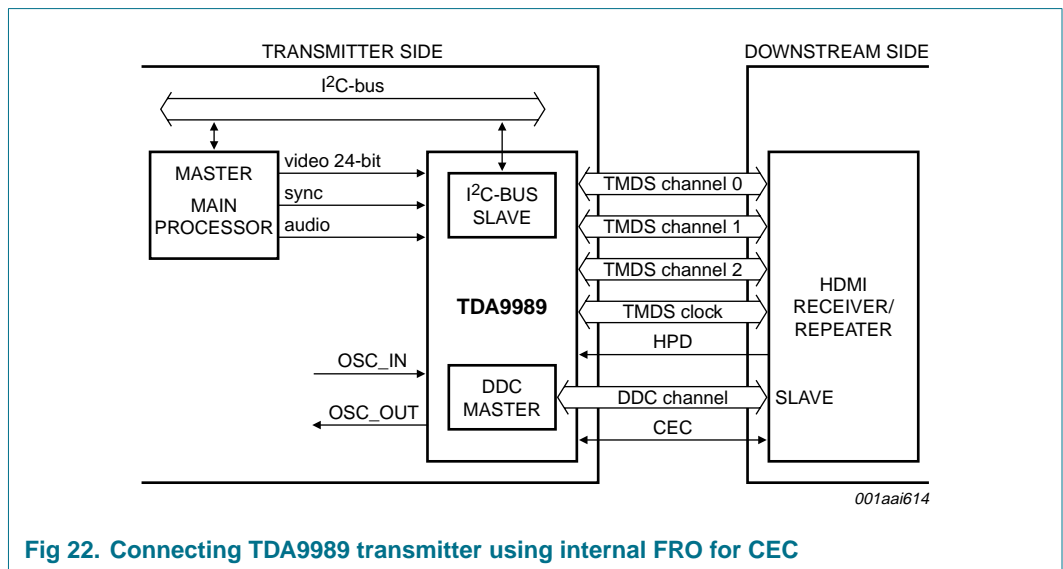 TRANSMITTER SIDE
DOWNSTREAM SIDE
I²C-bus
MASTER
MAIN
PROCESSOR
video 24-bit
sync
audio
I²C-BUS
SLAVE
TDA9989
OSC_IN
OSC_OUT
DDC
MASTER
TMDS channel 0
TMDS channel 1
TMDS channel 2
TMDS clock
HPD
DDC channel
CEC
HDMI
RECEIVER/
REPEATER
SLAVE
001aai614
Fig 22. Connecting TDA9989 transmitter using internal FRO for CEC